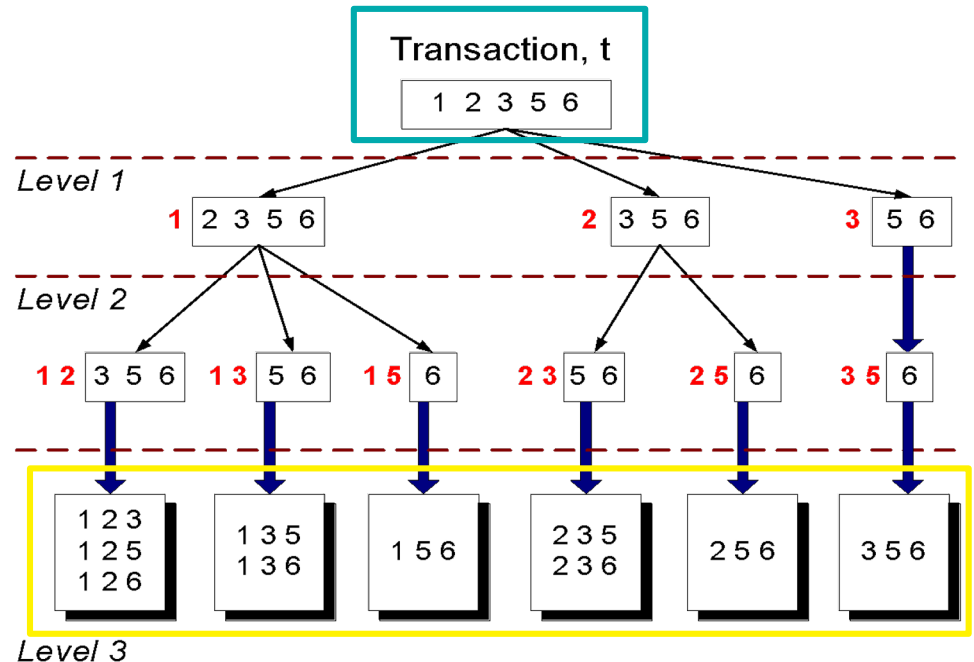 Transaction, t
1 2 3 5 6
Level 1
1 2 3 5 6
2 3 5 6
3 5 6
Level 2
1 2 3 5 6
1 3 5 6
1 5 6
2 3 5 6
2 5 6
3 5 6
1 2 3
1 2 5
1 2 6
1 3 5
1 3 6
1 5 6
2 3 5
2 3 6
2 5 6
3 5 6
Level 3